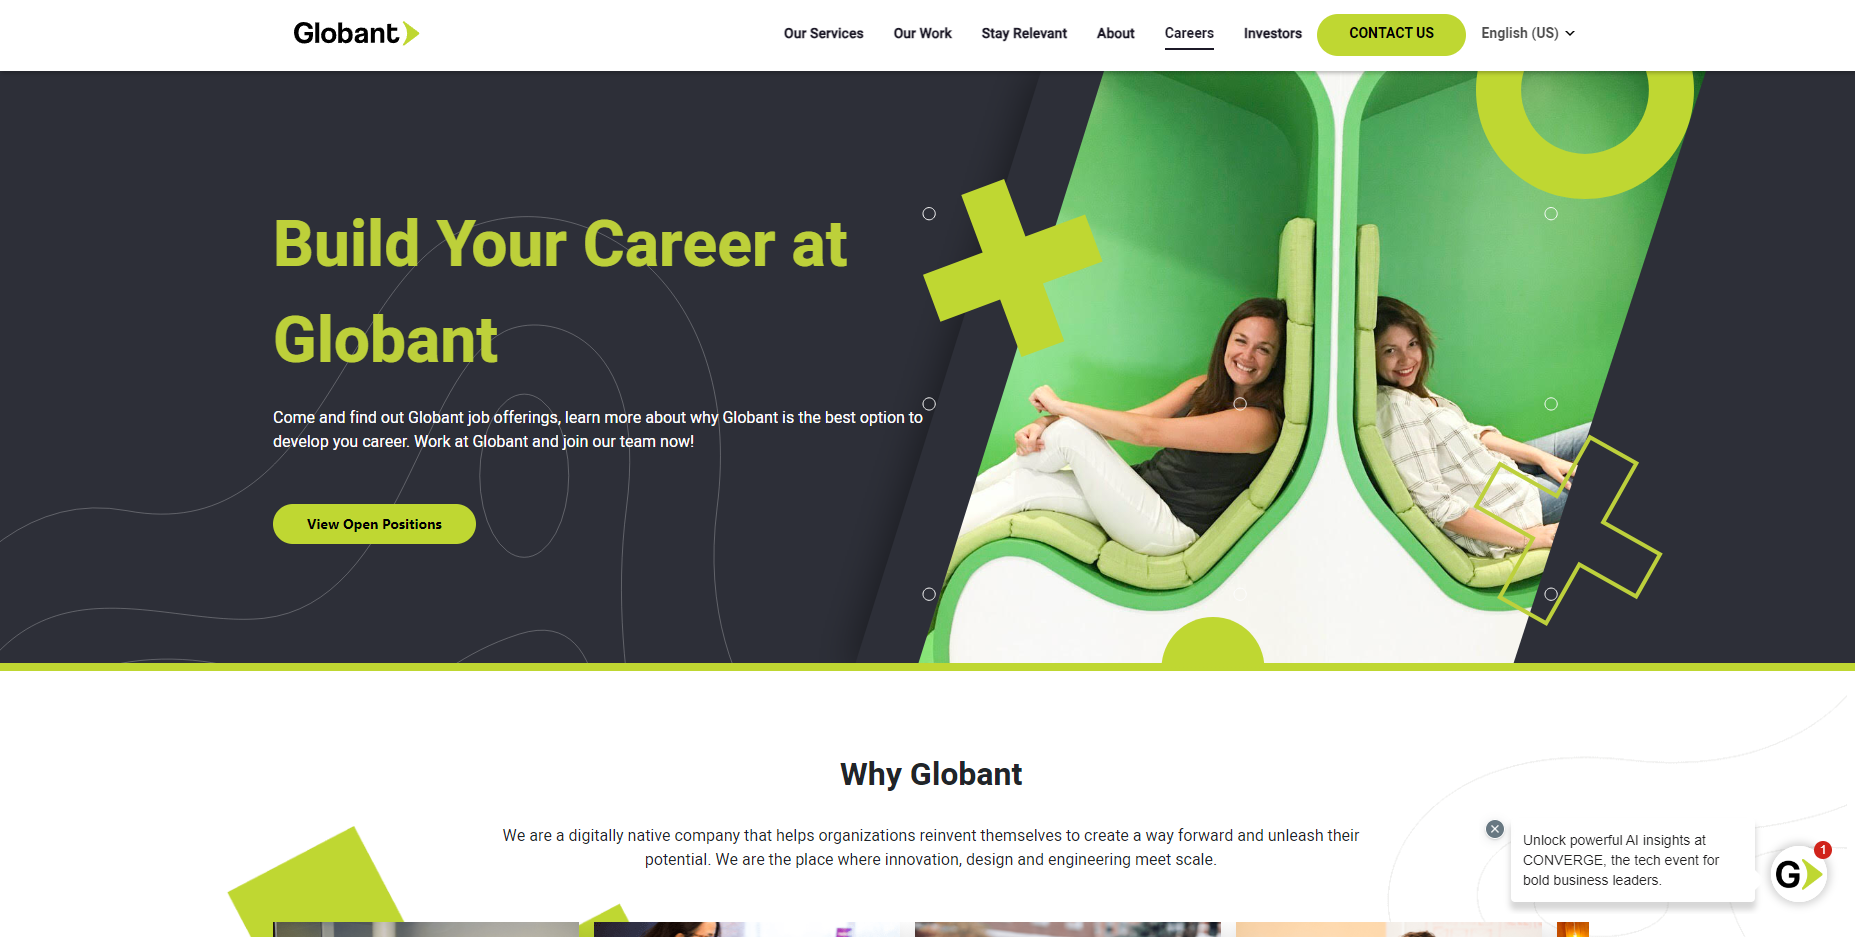 Globant
Our Services
Our Work
Stay Relevant
About
Careers
Investors
CONTACT US
English (US)
Build Your Career at
Globant
Come and find out Globant job offerings, learn more about why Globant is the best option to
develop you career. Work at Globant and join our team now!
View Open Positions
Why Globant
We are a digitally native company that helps organizations reinvent themselves to create a way forward and unleash their
potential. We are the place where innovation, design and engineering meet scale.
Unlock powerful AI insights at
CONVERGE, the tech event for
bold business leaders.
G
1